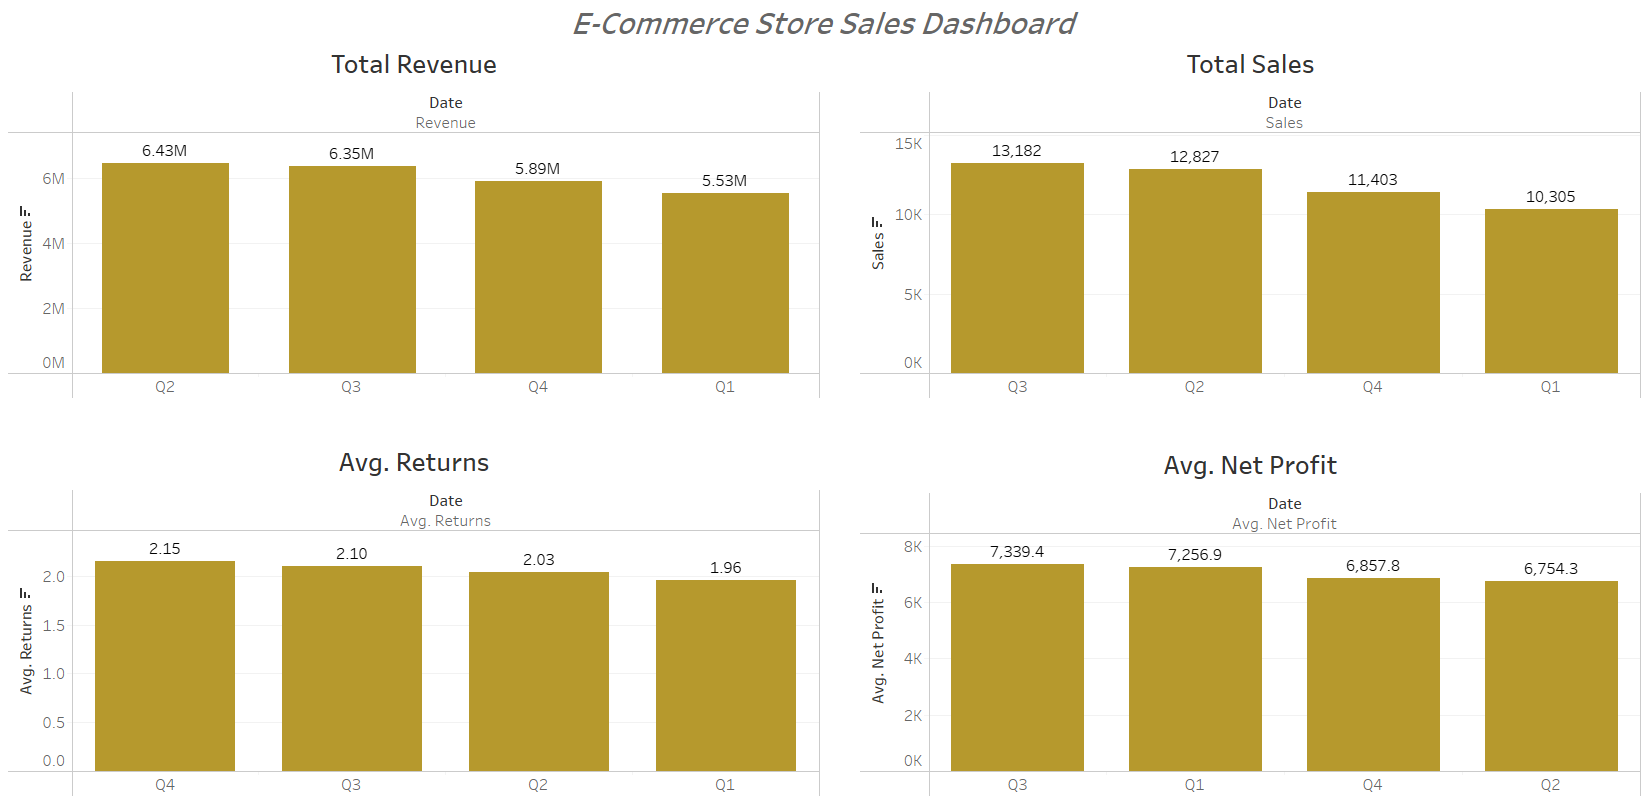 E-Commerce Store Sales Dashboard
Total Revenue
Date
Revenue
6.43M
6.35M
5.89M
5.53M
6M
4M
2M
0M
Revenue
Q2
Q3
Q4
Q1
Total Sales
Date
Sales
15K
10K
5K
0K
Sales
13,182
12,827
11,403
10,305
Q3
Q2
Q4
Q1
Avg. Returns
Date
Avg. Returns
2.15
2.10
2.03
1.96
2.0
1.5
1.0
0.5
0.0
Avg. Returns
Q4
Q3
Q2
Q1
Avg. Net Profit
Date
Avg. Net Profit
8K
6K
4K
2K
0K
Avg. Net Profit
7,339.4
7,256.9
6,857.8
6,754.3
Q3
Q1
Q4
Q2